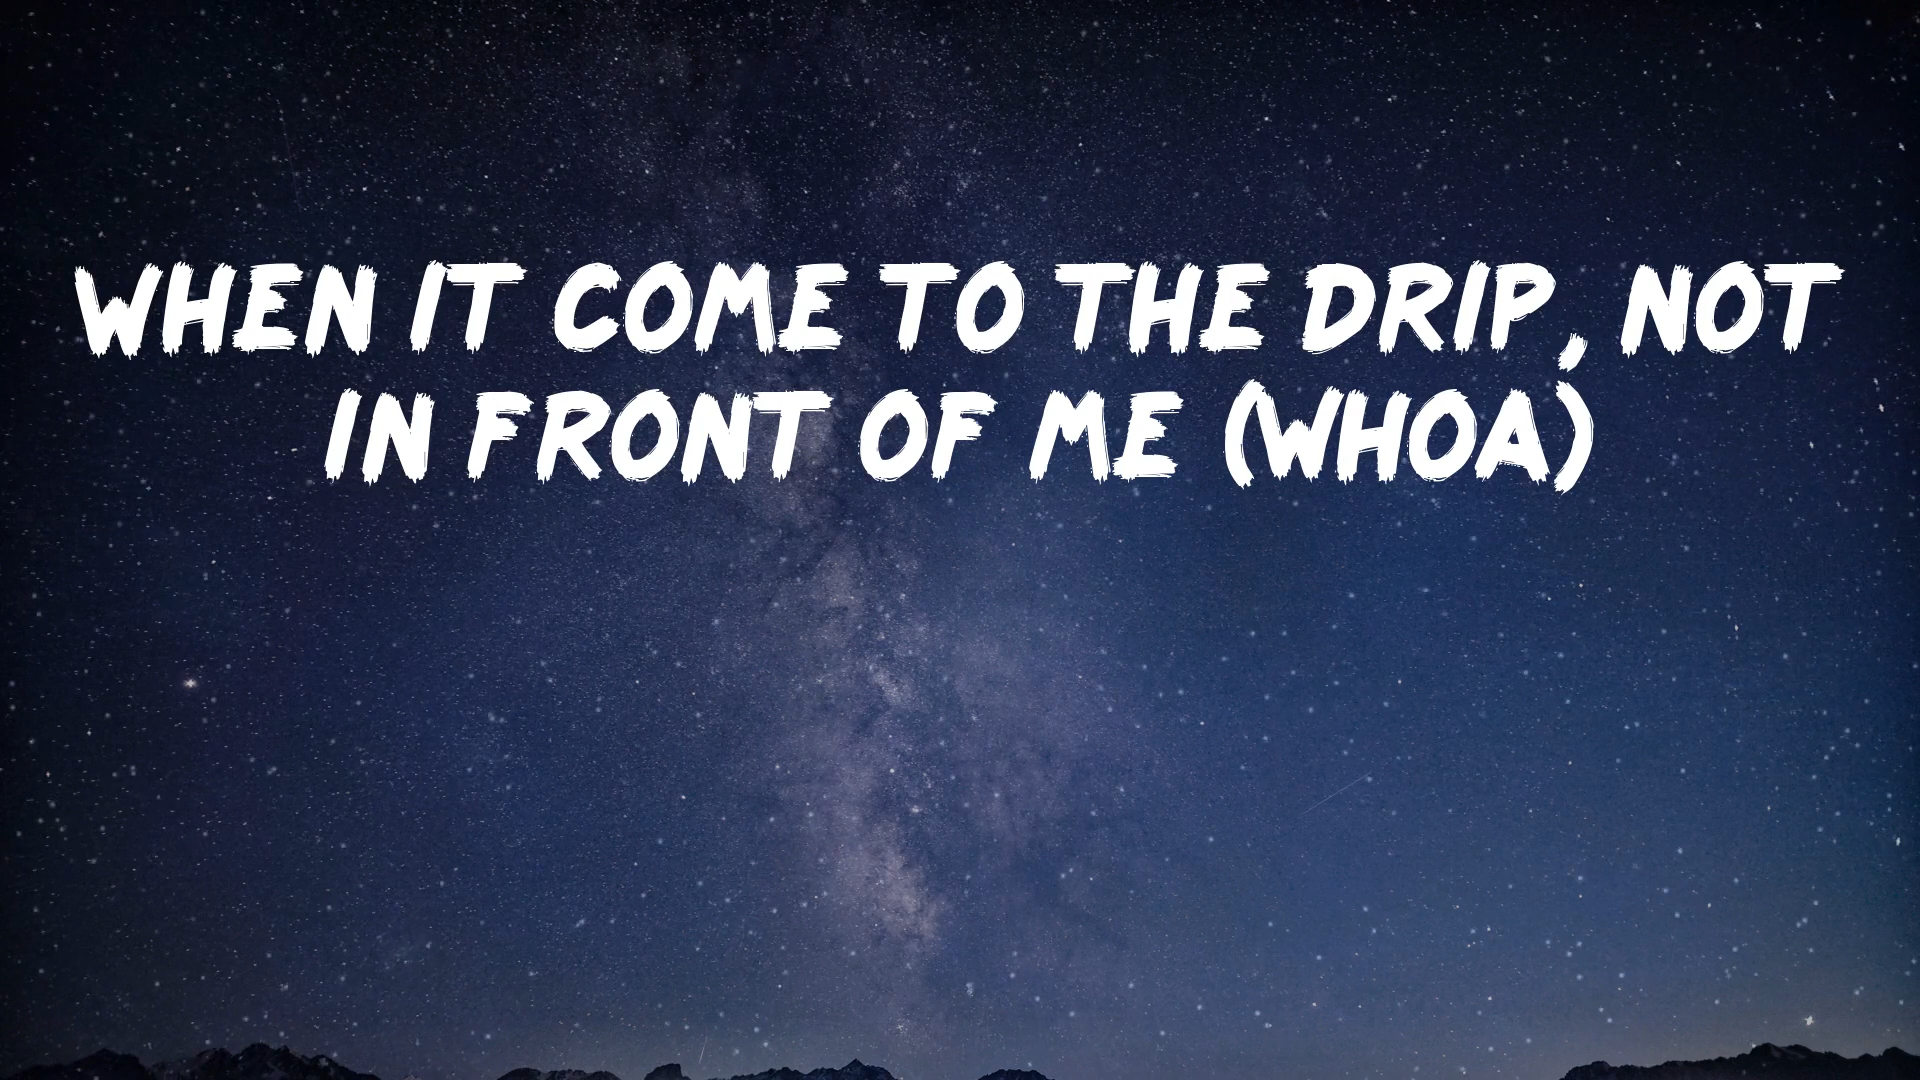 WHEN IT COME TO THE DRIP, NOT
IN FRONT OF ME (WHOA)